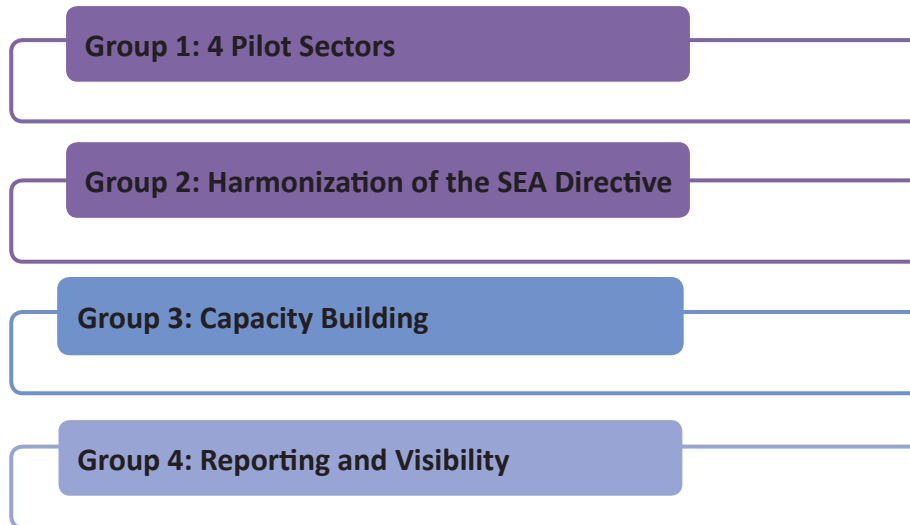 Group 1: 4 Pilot Sectors
Group 2: Harmonization of the SEA Directive
Group 3: Capacity Building
Group 4: Reporting and Visibility